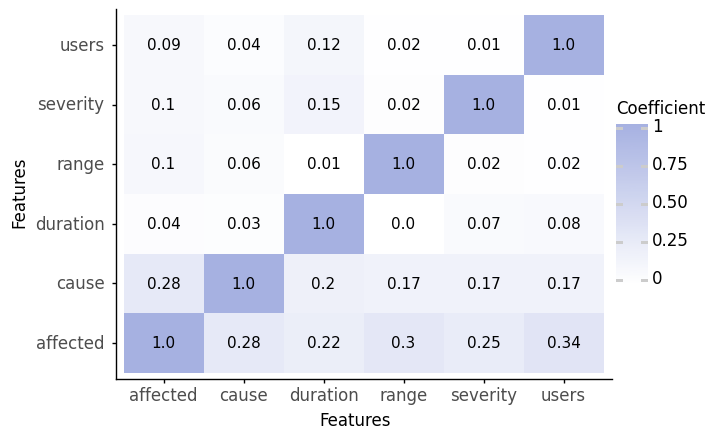 users 0.09 0.04 0.12 0.02 0.01 1.0
severity 0.1 0.06 0.15 0.02 1.0 0.01
range 0.1 0.06 0.01 1.0 0.02 0.02
duration 0.04 0.03 1.0 0.0 0.07 0.08
cause 0.28 1.0 0.2 0.17 0.17 0.17
affected 1.0 0.28 0.22 0.3 0.25 0.34
affected cause duration range severity users
Features
Features
Coefficient
1
0.75
0.50
0.25
0